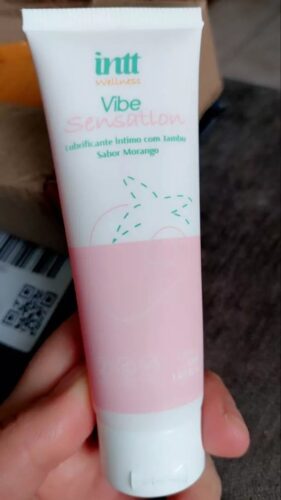 intt
wellness
Vibe
Sensation
Lubrificante Íntimo com Jambu
Sabor Morango